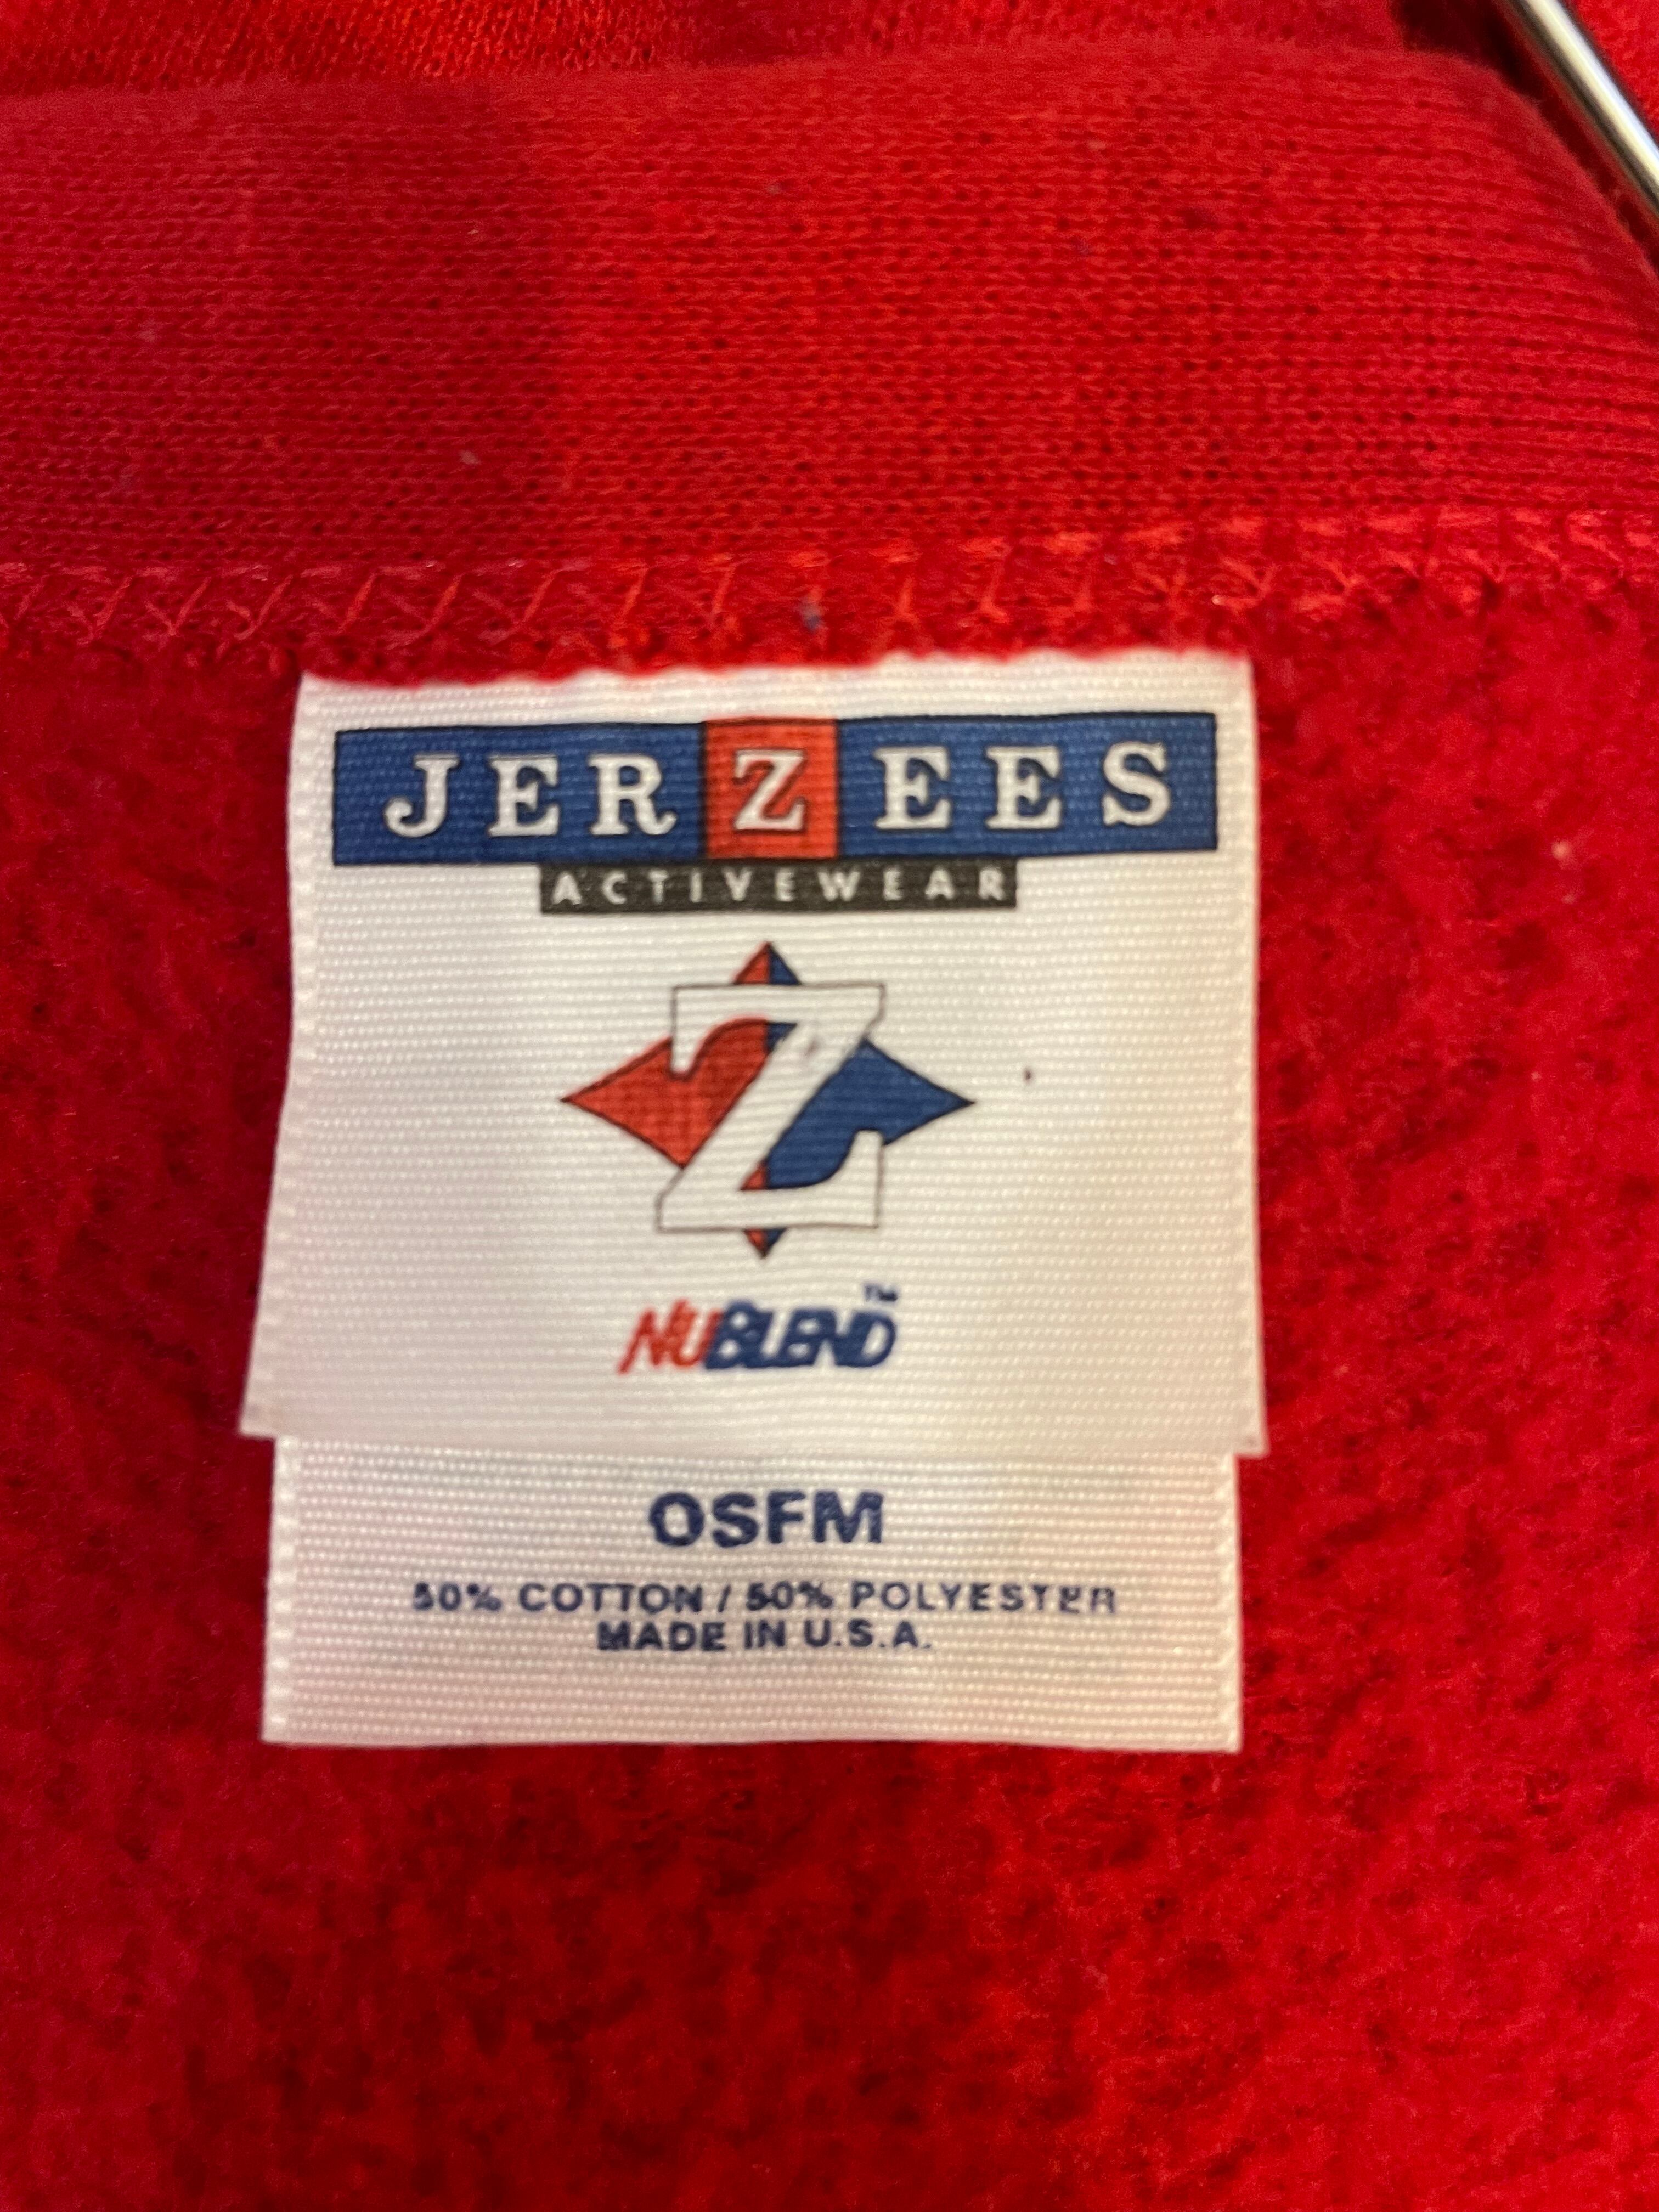 JERZEES
ACTIVEWEAR
Z
NUBLEND™
OSFM
50% COTTON / 50% POLYESTER
MADE IN U.S.A.